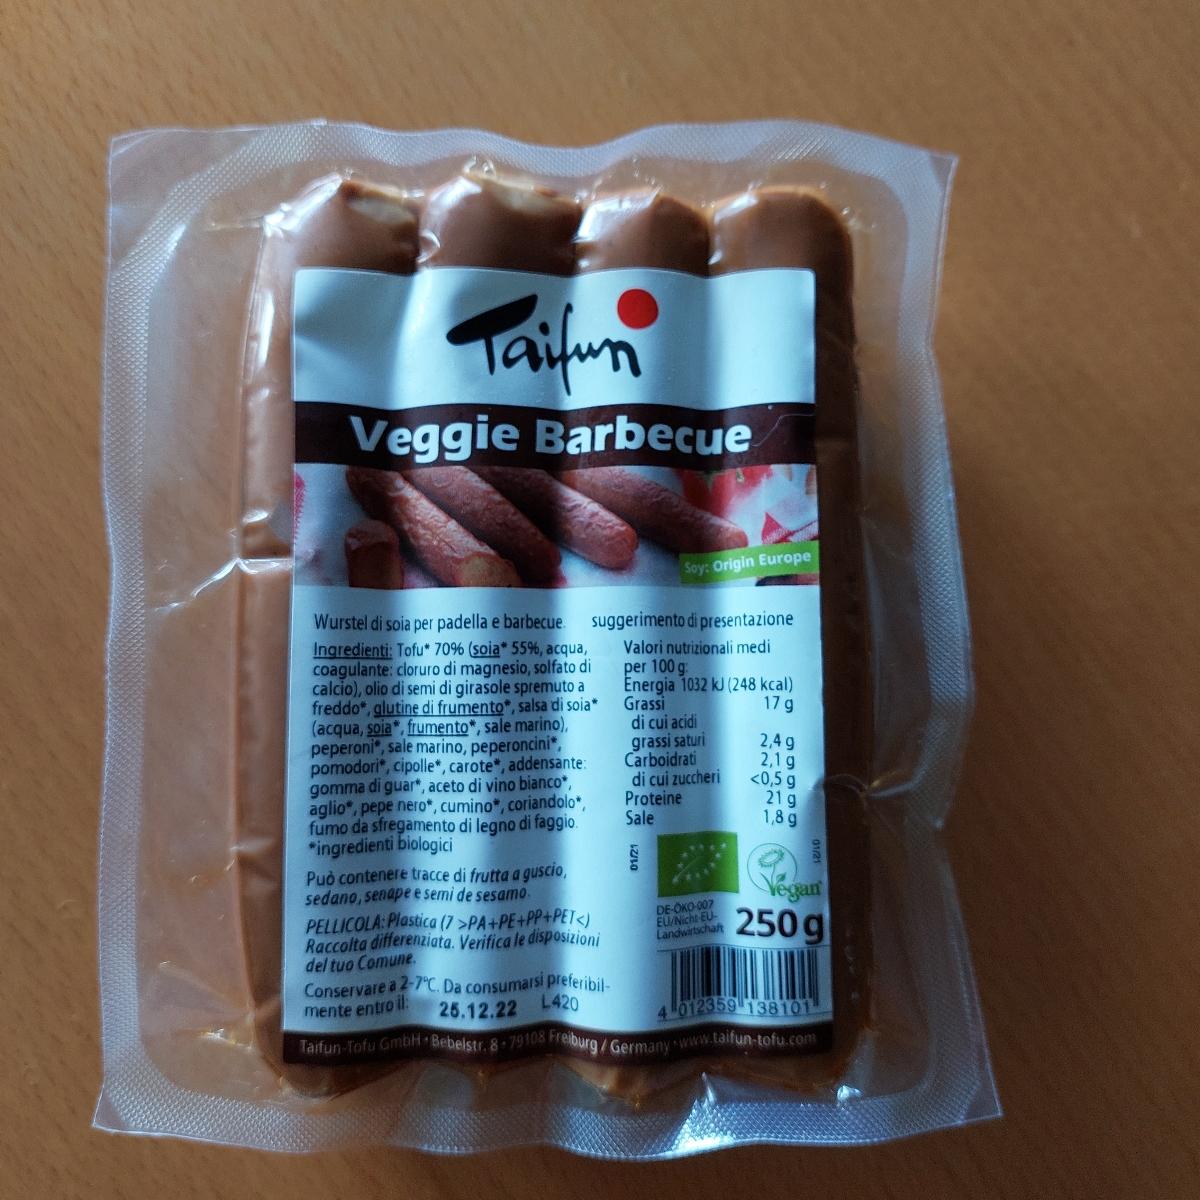 Taifun
Veggie Barbecue
Soy: Origin Europe
Wurstel di soia per padella e barbecue.
suggerimento di presentazione
Ingredienti: Tofu* 70% (soia* 55%, acqua,
coagulante: cloruro di magnesio, solfato di
calcio), olio di semi di girasole spremuto a
freddo*, glutine di frumento*, salsa di soia*
(acqua, soia*, frumento*, sale marino),
peperoni*, sale marino, peperoncini*,
pomodori*, cipolle*, carote*, addensante:
gomma di guar*, aceto di vino bianco*,
aglio*, pepe nero*, cumino*, coriandolo*,
fumo da sfregamento di legno di faggio.
*ingredienti biologici
Può contenere tracce di frutta a guscio,
sedano, senape e semi de sesamo.
PELLICOLA: Plastica (7 >PA+PE+PP+PET<)
Raccolta differenziata. Verifica le disposizioni
del tuo Comune.
Conservare a 2-7°C. Da consumarsi preferibil-
mente entro il: 25.12.22 L420
Valori nutrizionali medi
per 100 g:
Energia 1032 kJ (248 kcal)
Grassi 17 g
di cui acidi
grassi saturi 2,4 g
Carboidrati 2,1 g
di cui zuccheri <0,5 g
Proteine 21 g
Sale 1,8 g
01/21
01/21
Vegan
DE-ÖKO-007
EU/Nicht-EU-
Landwirtschaft
250 g
4 012359 138101
Taifun-Tofu GmbH • Bebelstr. 8 • 79108 Freiburg / Germany • www.taifun-tofu.com